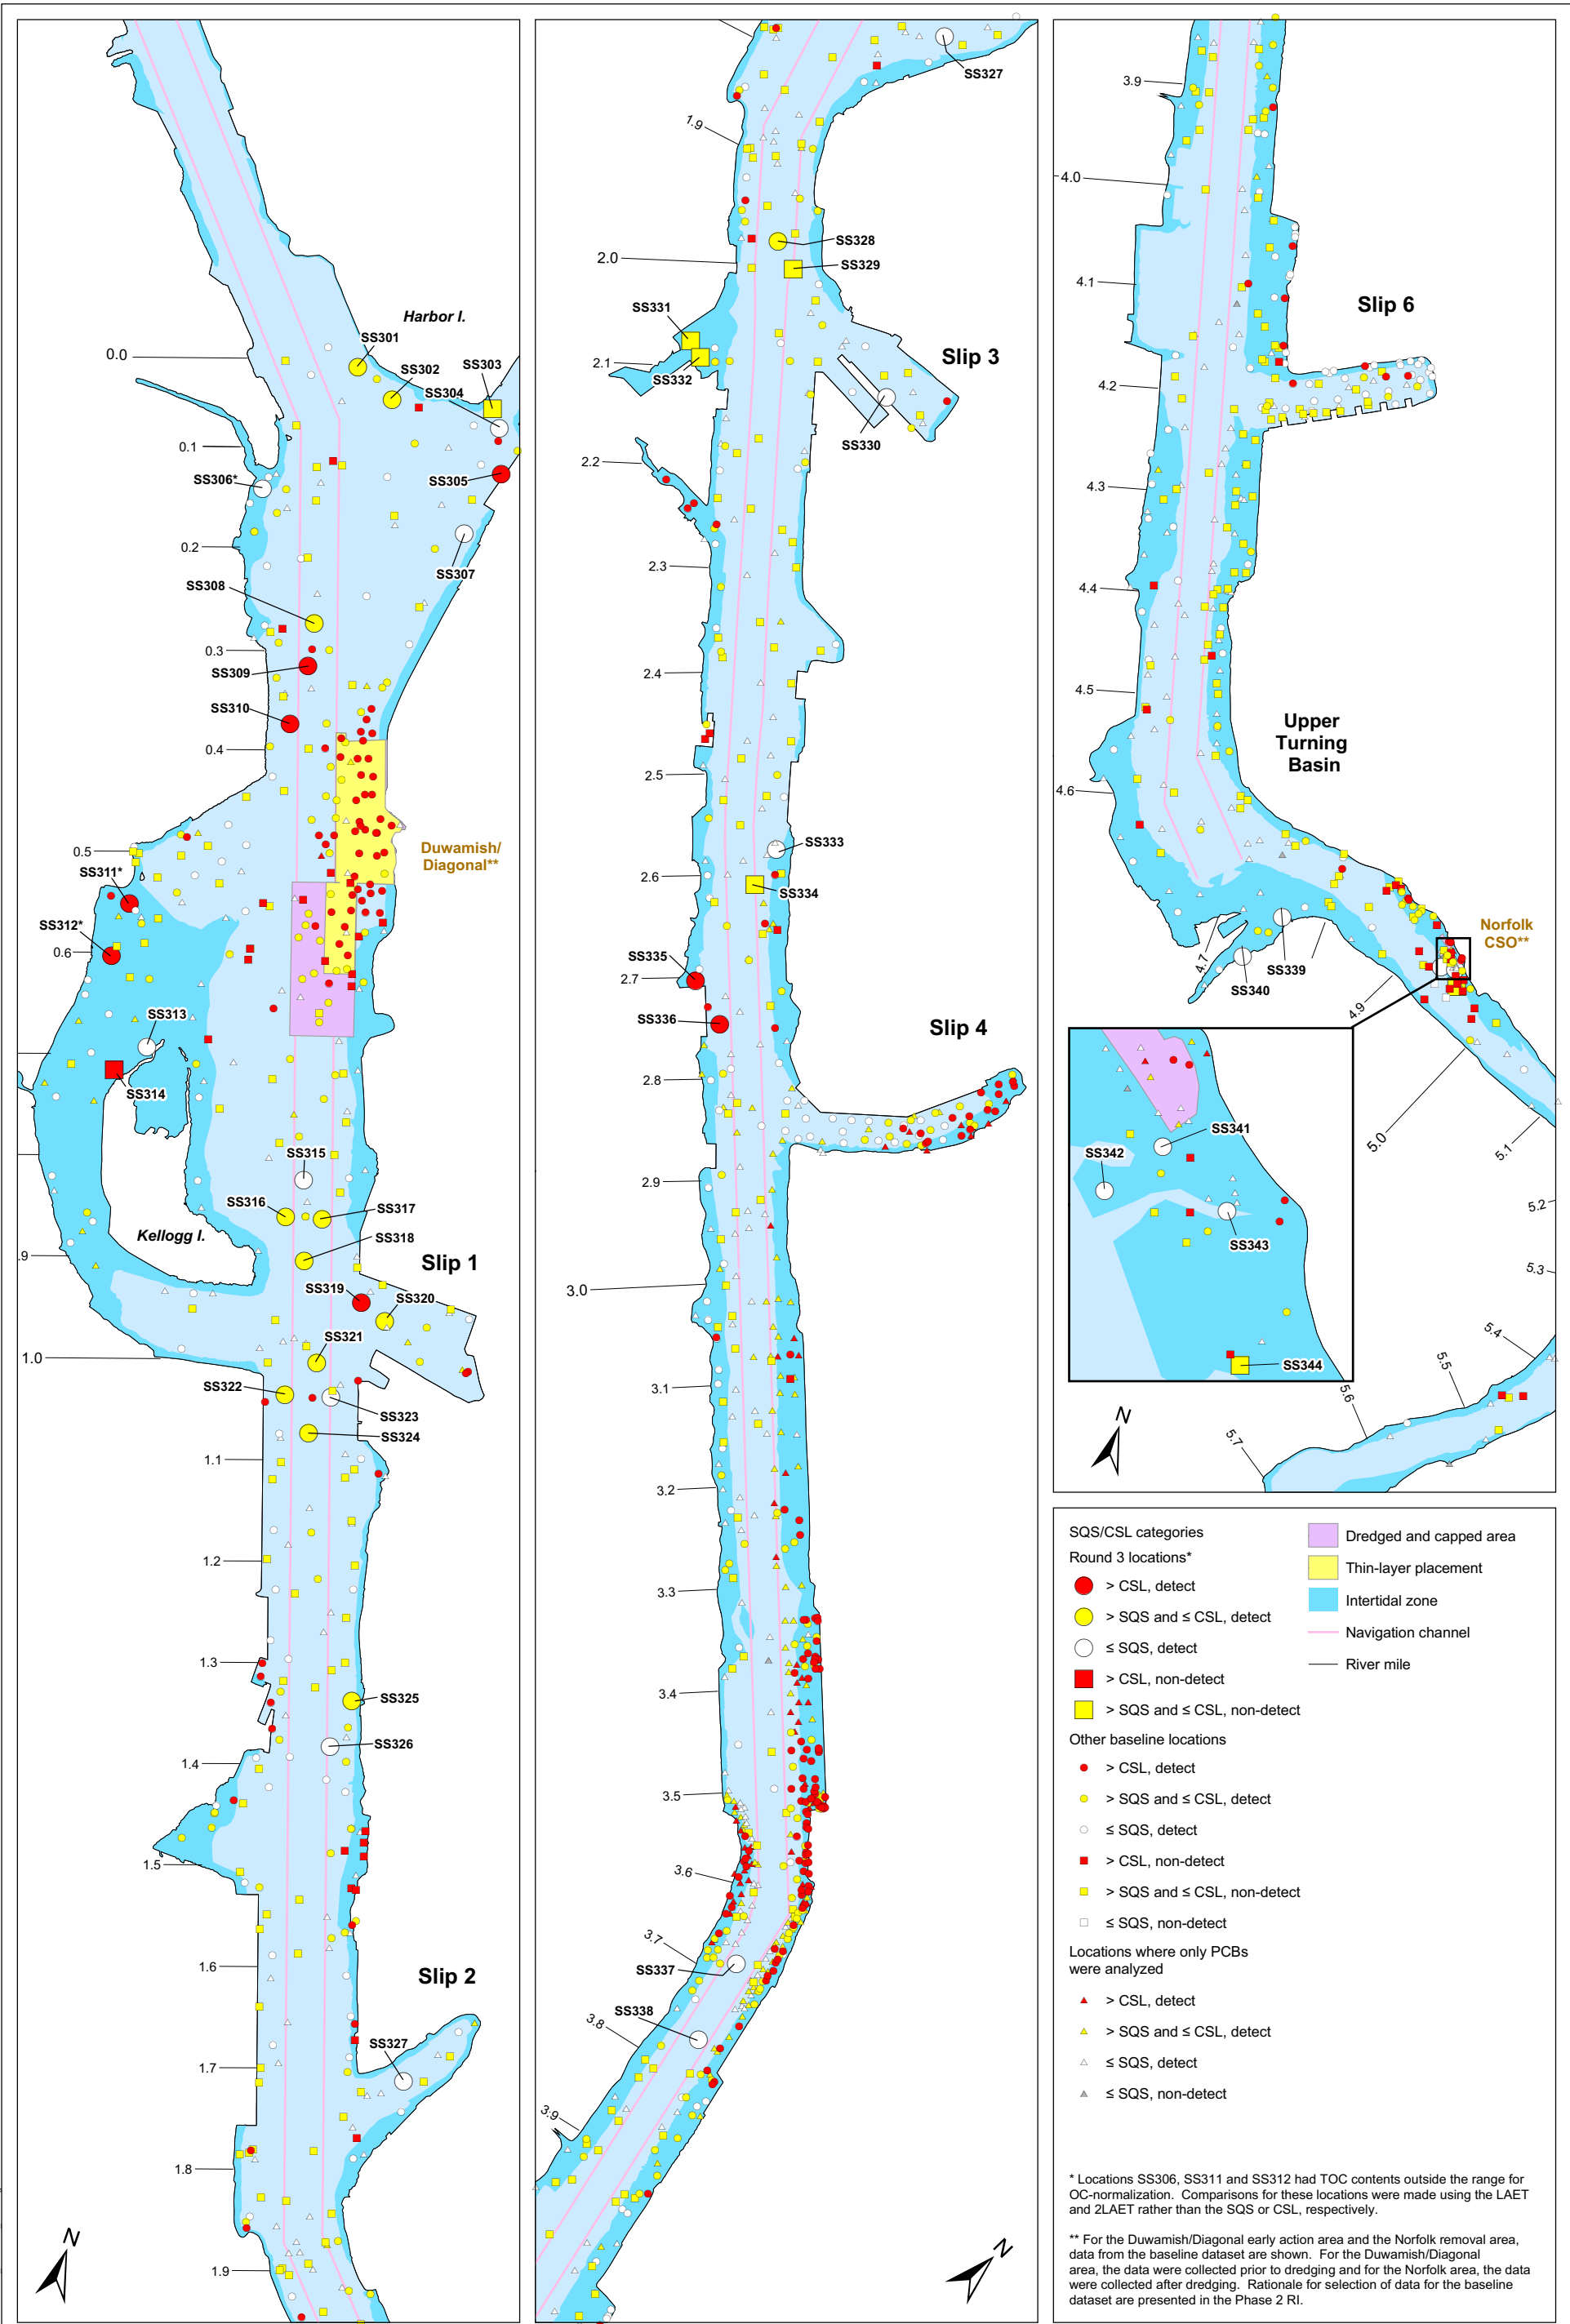 Harbor I.
SS301
SS302
SS303
SS304
0.0
0.1
SS305
SS306*
0.2
SS307
SS308
0.3
SS309
SS310
0.4
Duwamish/
Diagonal**
0.5
SS311*
SS312*
0.6
SS313
SS314
SS315
SS316
SS317
SS318
Kellogg I.
.9
Slip 1
SS319
SS320
SS321
1.0
SS322
SS323
SS324
1.1
1.2
1.3
SS325
SS326
1.4
1.5
1.6
Slip 2
SS327
1.7
1.8
1.9
N
SS327
1.9
SS328
SS329
2.0
SS331
SS332
2.1
Slip 3
SS330
2.2
2.3
2.4
2.5
SS333
2.6
SS334
SS335
2.7
SS336
Slip 4
2.8
2.9
3.0
3.1
3.2
3.3
3.4
3.5
3.6
3.7
SS337
SS338
3.8
3.9
N
3.9
4.0
4.1
Slip 6
4.2
4.3
4.4
4.5
Upper
Turning
Basin
4.6
Norfolk
CSO**
4.7
SS339
SS340
4.9
5.0
5.1
5.2
5.3
5.4
5.5
5.6
5.7
SS341
SS342
SS343
SS344
N
SQS/CSL categories
Round 3 locations*
> CSL, detect
> SQS and ≤ CSL, detect
≤ SQS, detect
> CSL, non-detect
> SQS and ≤ CSL, non-detect
Other baseline locations
> CSL, detect
> SQS and ≤ CSL, detect
≤ SQS, detect
> CSL, non-detect
> SQS and ≤ CSL, non-detect
≤ SQS, non-detect
Locations where only PCBs
were analyzed
> CSL, detect
> SQS and ≤ CSL, detect
≤ SQS, detect
≤ SQS, non-detect
Dredged and capped area
Thin-layer placement
Intertidal zone
Navigation channel
River mile
* Locations SS306, SS311 and SS312 had TOC contents outside the range for
OC-normalization. Comparisons for these locations were made using the LAET
and 2LAET rather than the SQS or CSL, respectively.
** For the Duwamish/Diagonal early action area and the Norfolk removal area,
data from the baseline dataset are shown. For the Duwamish/Diagonal
area, the data were collected prior to dredging and for the Norfolk area, the data
were collected after dredging. Rationale for selection of data for the baseline
dataset are presented in the Phase 2 RI.